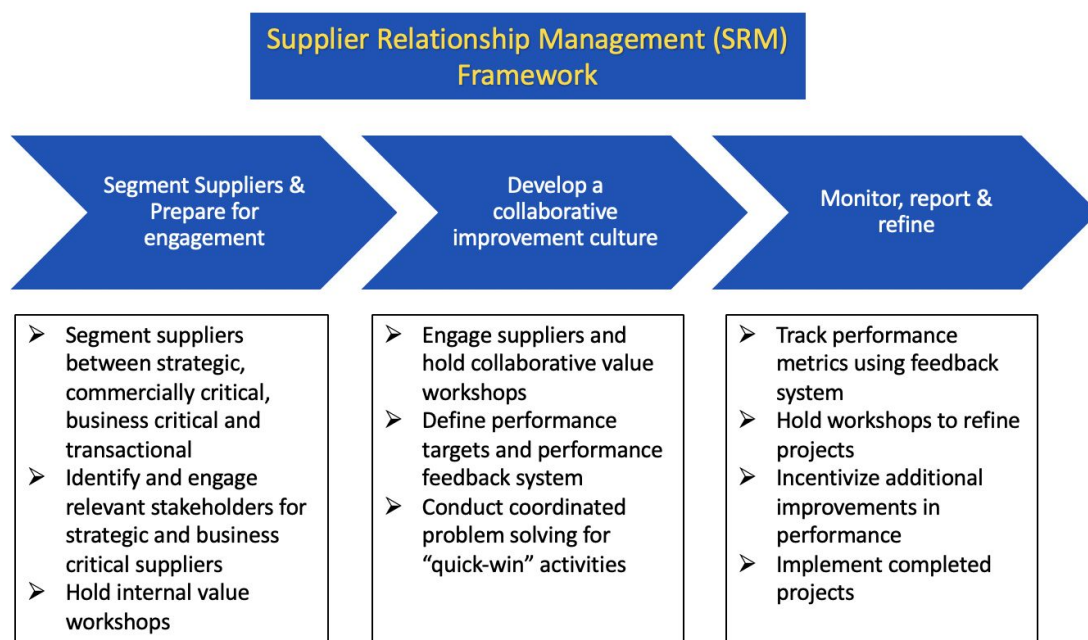 Supplier Relationship Management (SRM)
Framework
Segment Suppliers &
Prepare for
engagement
Develop a
collaborative
improvement culture
Monitor, report &
refine
➢ Segment suppliers
between strategic,
commercially critical,
business critical and
transactional
➢ Identify and engage
relevant stakeholders for
strategic and business
critical suppliers
➢ Hold internal value
workshops
➢ Engage suppliers and
hold collaborative value
workshops
➢ Define performance
targets and performance
feedback system
➢ Conduct coordinated
problem solving for
“quick-win” activities
➢ Track performance
metrics using feedback
system
➢ Hold workshops to refine
projects
➢ Incentivize additional
improvements in
performance
➢ Implement completed
projects